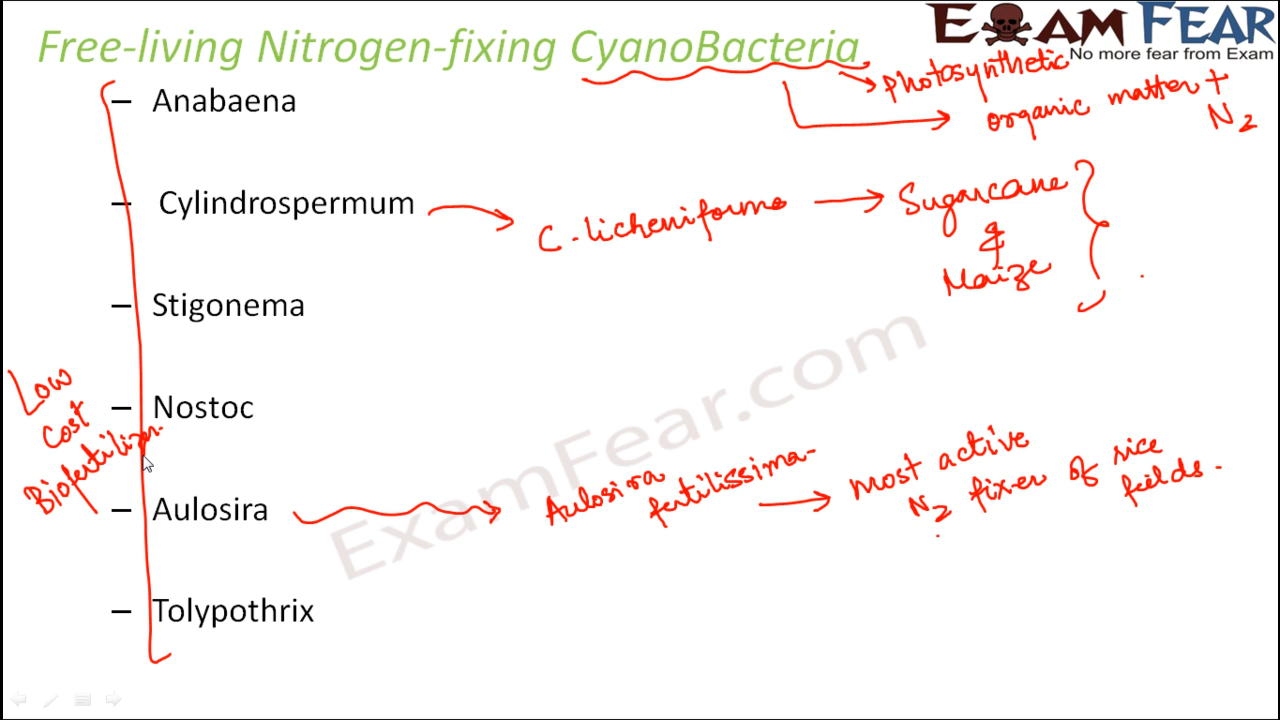 Free-living Nitrogen-fixing CyanoBacteria
EXAM FEAR
No more fear from Exam
Photosynthetic
organic matter +
N2
– Anabaena
– Cylindrospermum
C. licheniforme
Sugarcane
&
Maize
– Stigonema
Low
Cost
Biofertilizer.
– Nostoc
– Aulosira
Aulosira
fertilissima
most active
N2 fixer of rice
fields.
– Tolypothrix
ExamFear.com